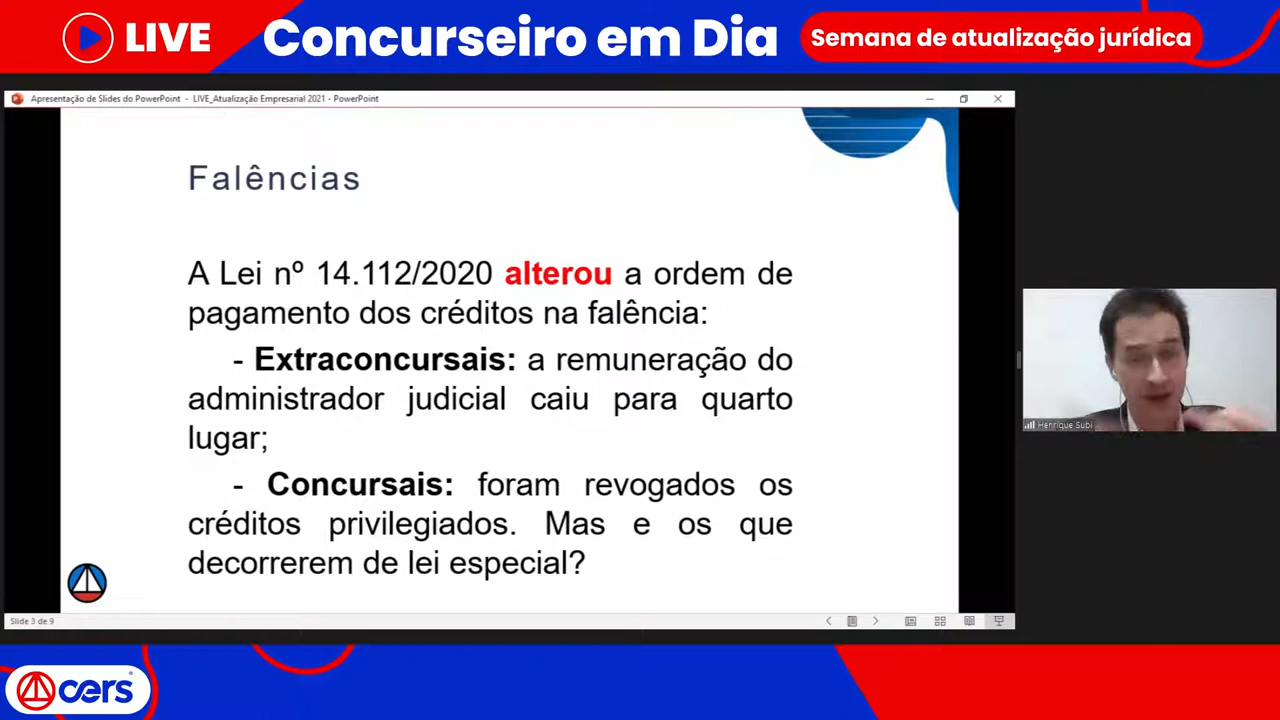 LIVE
Concurseiro em Dia
Semana de atualização jurídica
Apresentação de Slides do PowerPoint - LIVE_Atualização Empresarial 2021 - PowerPoint
Falências
A Lei nº 14.112/2020 alterou a ordem de
pagamento dos créditos na falência:
- Extraconcursais: a remuneração do
administrador judicial caiu para quarto
lugar;
- Concursais: foram revogados os
créditos privilegiados. Mas e os que
decorrerem de lei especial?
Henrique Subi
Slide 3 de 9
cers